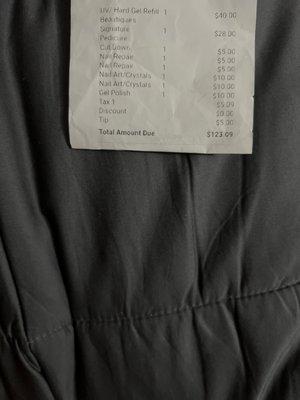 UV/ Hard Gel Refill 1 $40.00
Signature 1 $28.00
Pedicure
Cut Down 1 $5.00
Nail Repair 1 $5.00
Nail Repair 1 $5.00
Nail Art/Crystals 1 $10.00
Nail Art/Crystals 1 $10.00
Gel Polish 1 $10.00
Tax 1 $5.09
Discount $0.00
Tip $5.00
Total Amount Due $123.09